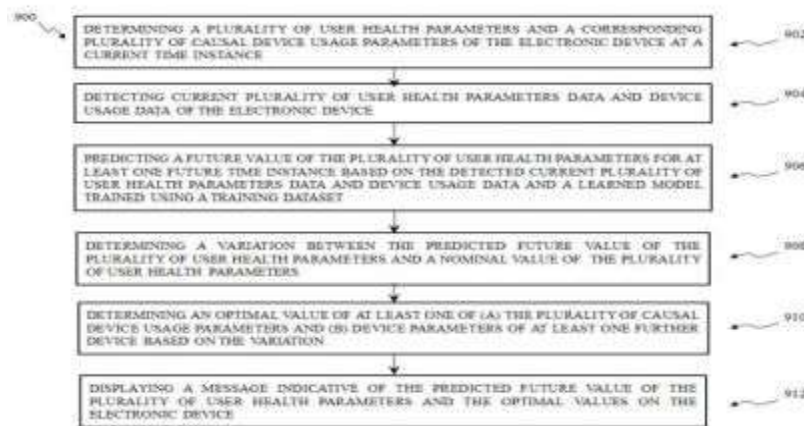 900
DETERMINING A PLURALITY OF USER HEALTH PARAMETERS AND A CORRESPONDING
PLURALITY OF CAUSAL DEVICE USAGE PARAMETERS OF THE ELECTRONIC DEVICE AT A
CURRENT TIME INSTANCE
902
DETECTING CURRENT PLURALITY OF USER HEALTH PARAMETERS DATA AND DEVICE
USAGE DATA OF THE ELECTRONIC DEVICE
904
PREDICTING A FUTURE VALUE OF THE PLURALITY OF USER HEALTH PARAMETERS FOR AT
LEAST ONE FUTURE TIME INSTANCE BASED ON THE DETECTED CURRENT PLURALITY OF
USER HEALTH PARAMETERS DATA AND DEVICE USAGE DATA AND A LEARNED MODEL
TRAINED USING A TRAINING DATASET
906
DETERMINING A VARIATION BETWEEN THE PREDICTED FUTURE VALUE OF THE
PLURALITY OF USER HEALTH PARAMETERS AND A NOMINAL VALUE OF THE PLURALITY
OF USER HEALTH PARAMETERS
908
DETERMINING AN OPTIMAL VALUE OF AT LEAST ONE OF (A) THE PLURALITY OF CAUSAL
DEVICE USAGE PARAMETERS AND (B) DEVICE PARAMETERS OF AT LEAST ONE FURTHER
DEVICE BASED ON THE VARIATION
910
DISPLAYING A MESSAGE INDICATIVE OF THE PREDICTED FUTURE VALUE OF THE
PLURALITY OF USER HEALTH PARAMETERS AND THE OPTIMAL VALUES ON THE
ELECTRONIC DEVICE
912